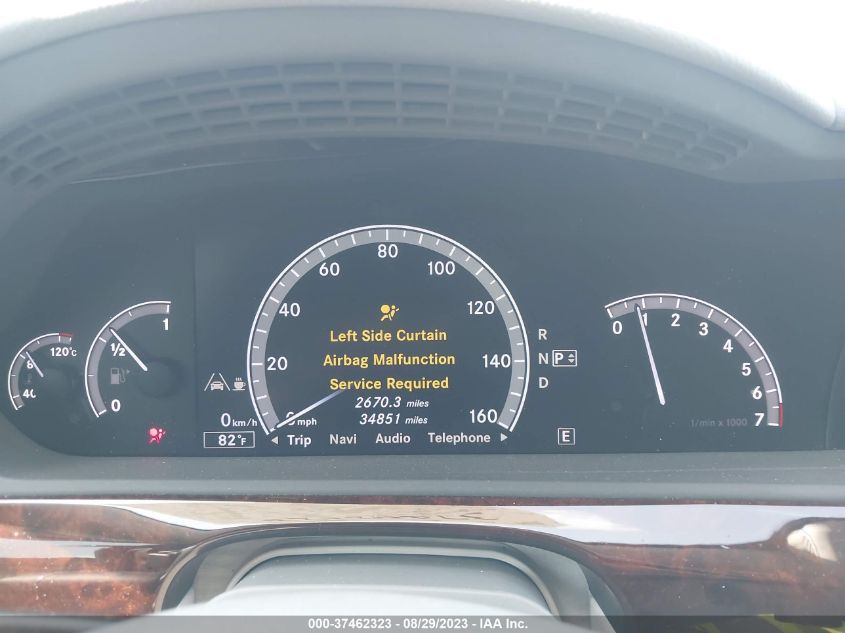 80
60
100
40
120
20
140
160
Left Side Curtain
Airbag Malfunction
Service Required
2670.3 miles
34851 miles
mph
Trip Navi Audio Telephone
1
1/2
0
120°C
40
0 km/h
82°F
R
N P
D
E
0 1 2 3 4 5 6 7
1/min x 1000
000-37462323 - 08/29/2023 - IAA Inc.